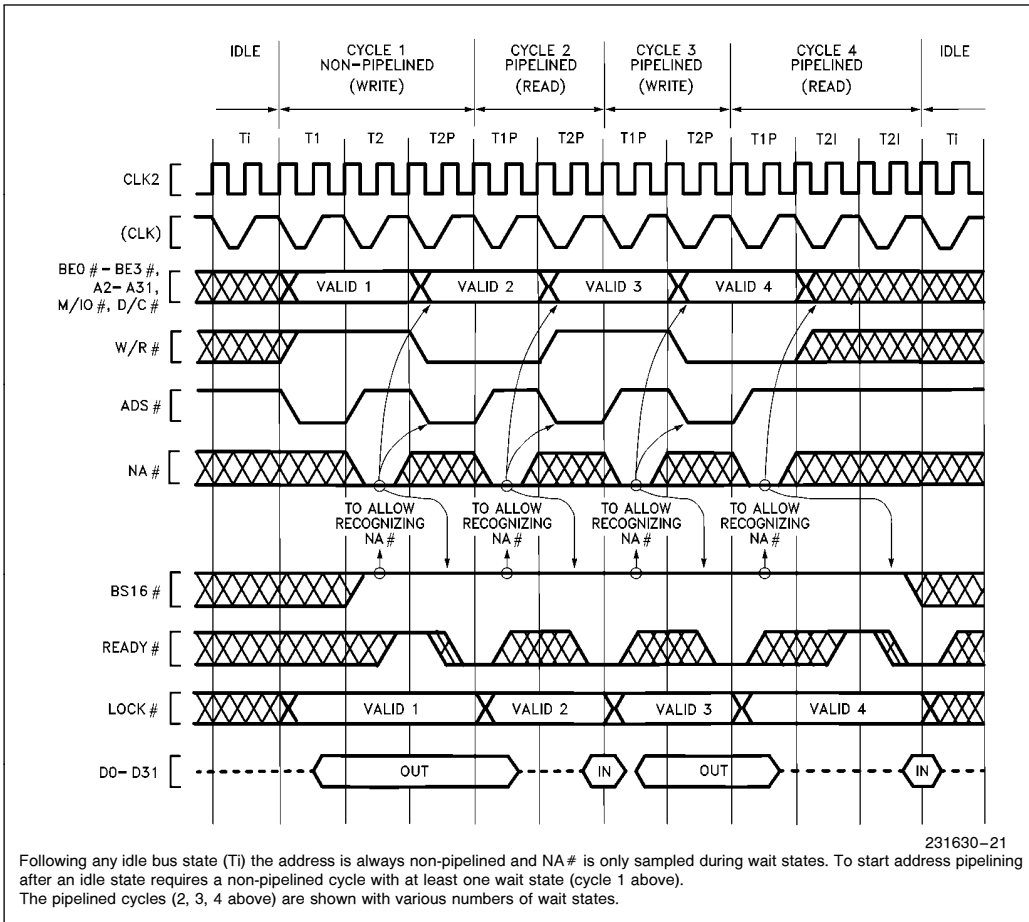 IDLE
CYCLE 1
NON-PIPELINED
(WRITE)
CYCLE 2
PIPELINED
(READ)
CYCLE 3
PIPELINED
(WRITE)
CYCLE 4
PIPELINED
(READ)
IDLE
Ti T1 T2 T2P T1P T2P T1P T2P T1P T2I T2I Ti
CLK2
(CLK)
BE0 # - BE3 #,
A2- A31,
M/IO #, D/C #
VALID 1 VALID 2 VALID 3 VALID 4
W/R #
ADS #
NA #
TO ALLOW
RECOGNIZING
NA #
TO ALLOW
RECOGNIZING
NA #
TO ALLOW
RECOGNIZING
NA #
TO ALLOW
RECOGNIZING
NA #
BS16 #
READY #
LOCK #
VALID 1 VALID 2 VALID 3 VALID 4
D0- D31
OUT IN OUT IN
231630-21
Following any idle bus state (Ti) the address is always non-pipelined and NA# is only sampled during wait states. To start address pipelining
after an idle state requires a non-pipelined cycle with at least one wait state (cycle 1 above).
The pipelined cycles (2, 3, 4 above) are shown with various numbers of wait states.